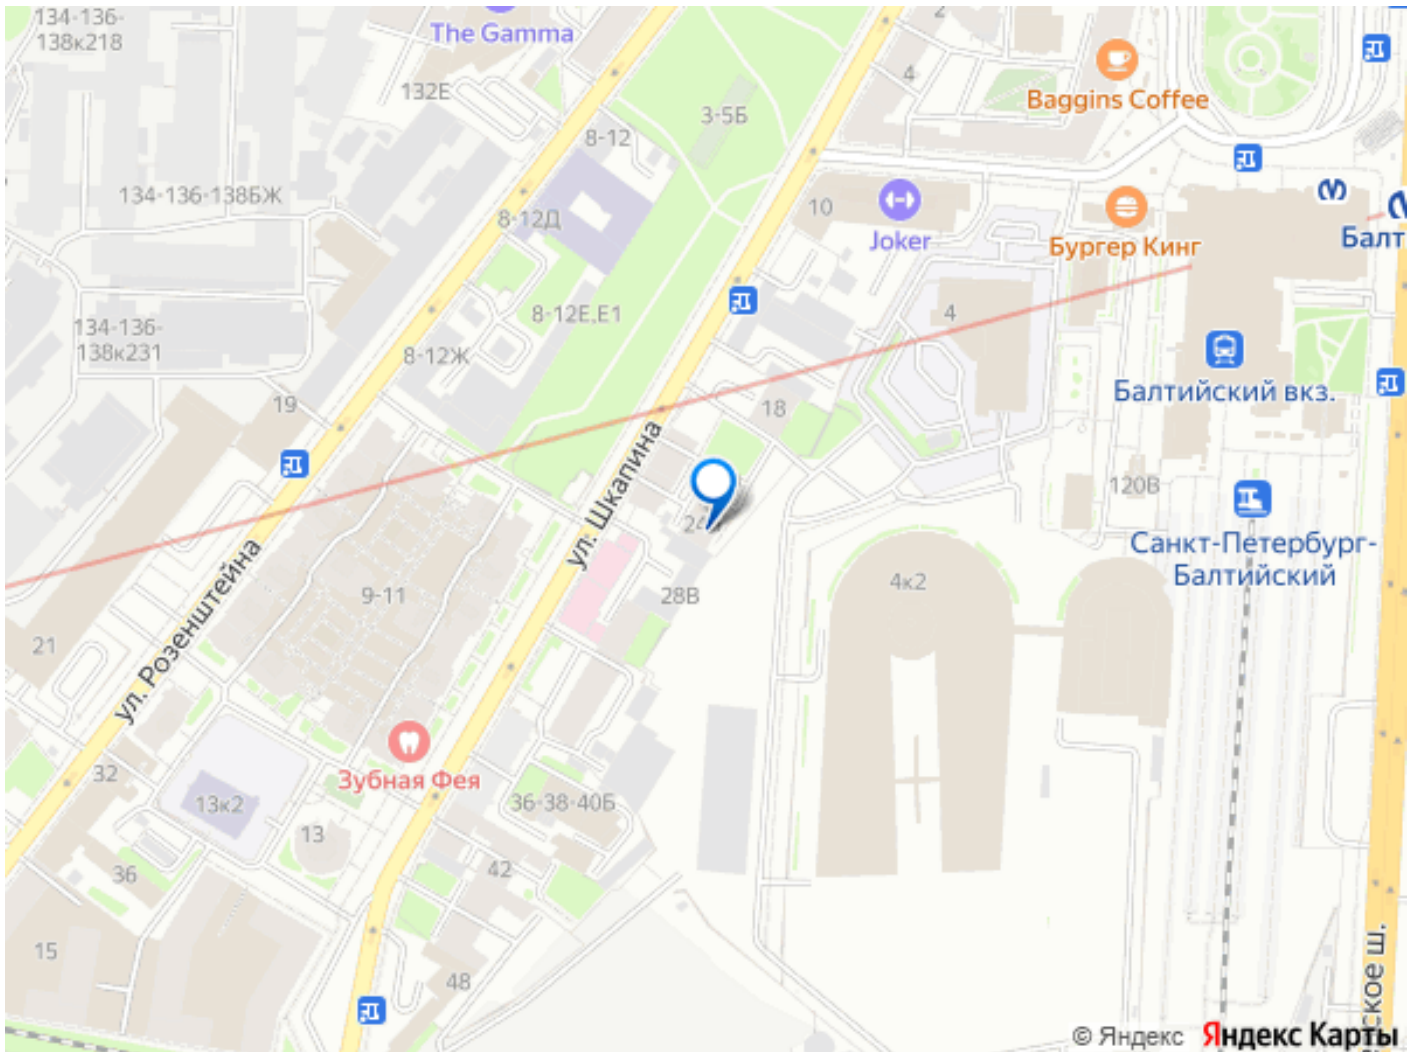 134-136-
138к218
The Gamma
2
4
132Е
Baggins Coffee
3-5Б
8-12
134-136-138БЖ
10
8-12Д
Joker
Бургер Кинг
Балт
8-12Е,Е1
4
134-136-
138к231
8-12Ж
Балтийский вкз.
19
18
ул. Шкапина
120В
24
Санкт-Петербург-
Балтийский
9-11
28В
4к2
ул. Розенштейна
21
Зубная Фея
32
13к2
36-38-40Б
13
42
36
15
48
ское ш.
© Яндекс Яндекс Карты